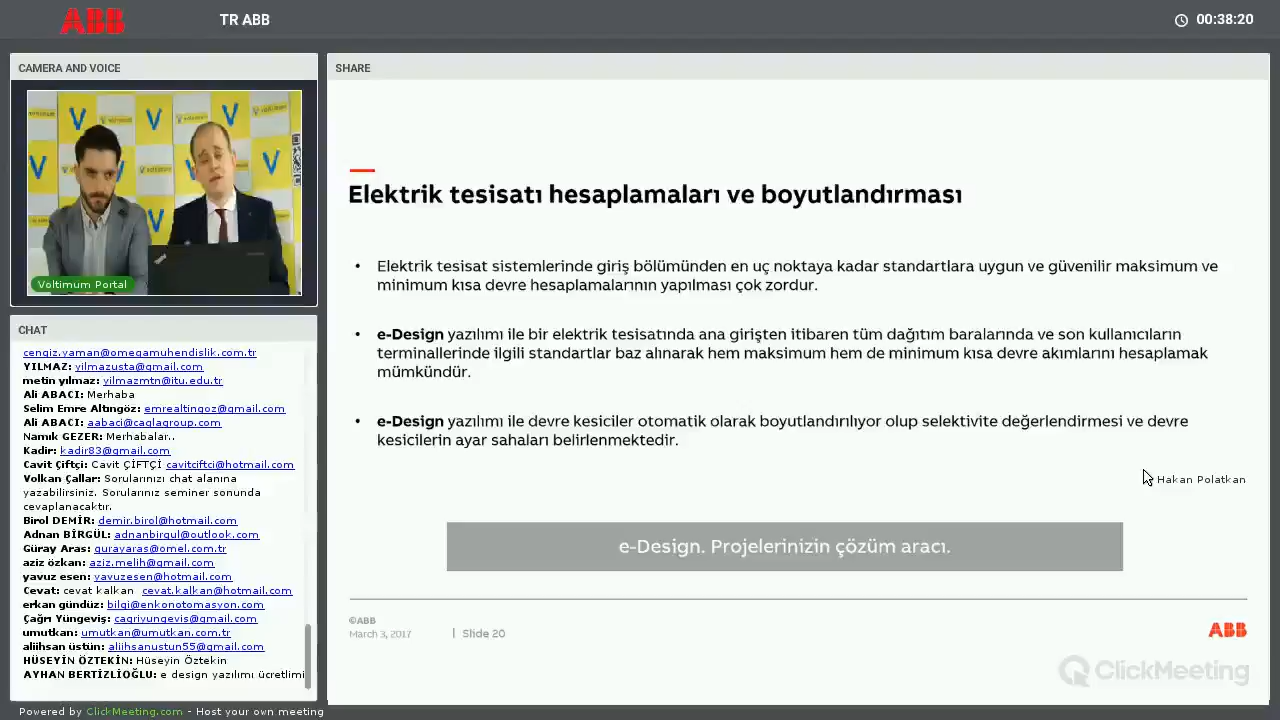 ABB
TR ABB
00:38:20
CAMERA AND VOICE
Voltimum Portal
CHAT
cengiz.yaman@omegamuhendislik.com.tr
YILMAZ: yilmazusta@gmail.com
metin yılmaz: yilmazmtn@itu.edu.tr
Ali ABACI: Merhaba
Selim Emre Altıngöz: emrealtingoz@gmail.com
Ali ABACI: aabaci@caglagroup.com
Namık GEZER: Merhabalar..
Kadir: kadir83@gmail.com
Cavit Çiftçi: Cavit ÇİFTÇİ cavitciftci@hotmail.com
Volkan Çallar: Sorularınızı chat alanına
yazabilirsiniz. Sorularınız seminer sonunda
cevaplanacaktır.
Birol DEMİR: demir.birol@hotmail.com
Adnan BİRGÜL: adnanbirgul@outlook.com
Güray Aras: gurayaras@omel.com.tr
aziz özkan: aziz.melih@gmail.com
yavuz esen: yavuzesen@hotmail.com
Cevat: cevat kalkan cevat.kalkan@hotmail.com
erkan gündüz: bilgi@enkonotomasyon.com
Çağrı Yüngeviş: cagriyungevis@gmail.com
umutkan: umutkan@umutkan.com.tr
aliihsan üstün: aliihsanustun55@gmail.com
HÜSEYİN ÖZTEKİN: Hüseyin Öztekin
AYHAN BERTİZLİOĞLU: e design yazılımı ücretlimi
SHARE
Elektrik tesisatı hesaplamaları ve boyutlandırması
• Elektrik tesisat sistemlerinde giriş bölümünden en uç noktaya kadar standartlara uygun ve güvenilir maksimum ve
minimum kısa devre hesaplamalarının yapılması çok zordur.
• e-Design yazılımı ile bir elektrik tesisatında ana girişten itibaren tüm dağıtım baralarında ve son kullanıcıların
terminallerinde ilgili standartlar baz alınarak hem maksimum hem de minimum kısa devre akımlarını hesaplamak
mümkündür.
• e-Design yazılımı ile devre kesiciler otomatik olarak boyutlandırılıyor olup selektivite değerlendirmesi ve devre
kesicilerin ayar sahaları belirlenmektedir.
Hakan Polatkan
e-Design. Projelerinizin çözüm aracı.
©ABB
March 3, 2017 | Slide 20
ABB
ClickMeeting
Powered by ClickMeeting.com - Host your own meeting